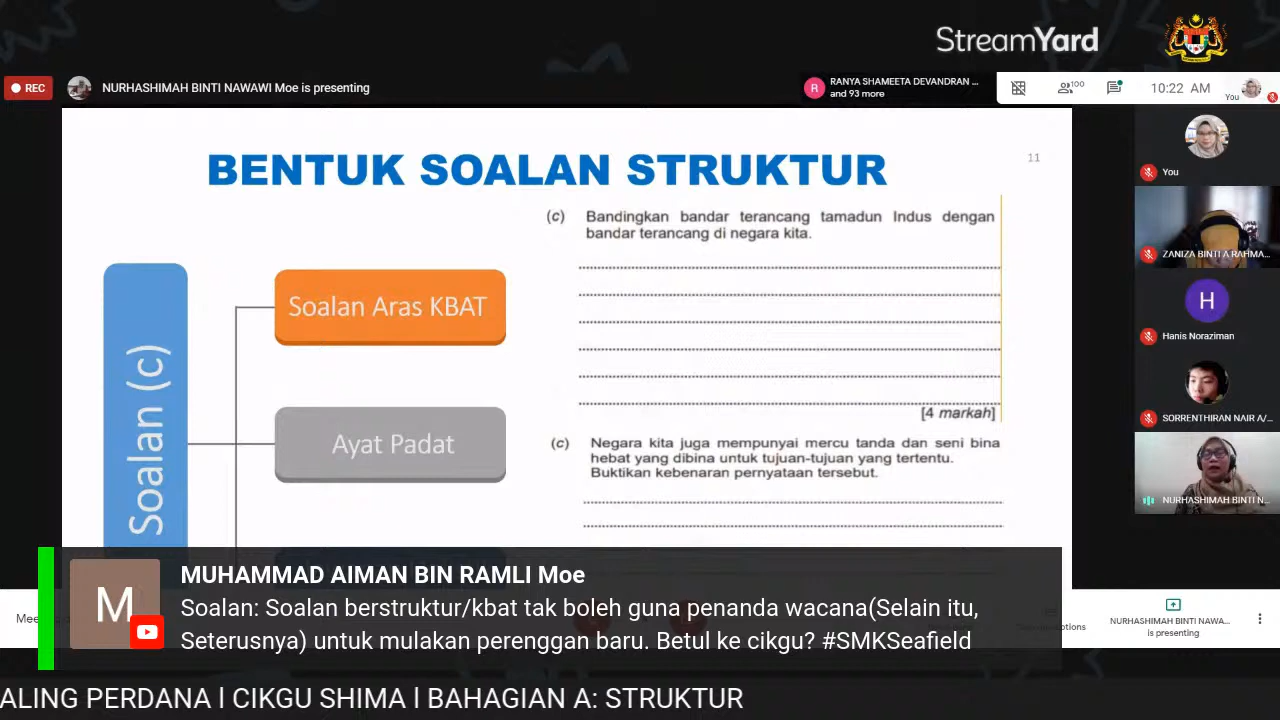 StreamYard
REC
NURHASHIMAH BINTI NAWAWI Moe is presenting
R
RANYA SHAMEETA DEVANDRAN ...
and 93 more
100
10:22 AM
You
BENTUK SOALAN STRUKTUR
11
Soalan (c)
Soalan Aras KBAT
Ayat Padat
(c) Bandingkan bandar terancang tamadun Indus dengan
bandar terancang di negara kita.
[4 markah]
(c) Negara kita juga mempunyai mercu tanda dan seni bina
hebat yang dibina untuk tujuan-tujuan yang tertentu.
Buktikan kebenaran pernyataan tersebut.
You
ZANIZA BINTI A RAHMA...
H
Hanis Noraziman
SORRENTHIRAN NAIR A/...
NURHASHIMAH BINTI N...
NURHASHIMAH BINTI NAWA...
is presenting
M
MUHAMMAD AIMAN BIN RAMLI Moe
Soalan: Soalan berstruktur/kbat tak boleh guna penanda wacana(Selain itu,
Seterusnya) untuk mulakan perenggan baru. Betul ke cikgu? #SMKSeafield
ALING PERDANA l CIKGU SHIMA l BAHAGIAN A: STRUKTUR